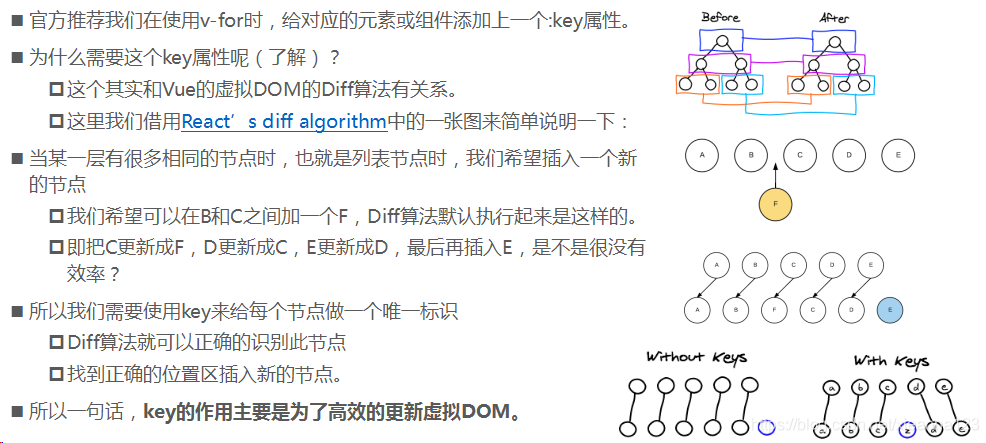 官方推荐我们在使用v-for时，给对应的元素或组件添加上一个:key属性。
为什么需要这个key属性呢（了解）？
这个其实和Vue的虚拟DOM的Diff算法有关系。
这里我们借用React's diff algorithm中的一张图来简单说明一下：
当某一层有很多相同的节点时，也就是列表节点时，我们希望插入一个新
的节点
我们希望可以在B和C之间加一个F，Diff算法默认执行起来是这样的。
即把C更新成F，D更新成C，E更新成D，最后再插入E，是不是很没有
效率？
所以我们需要使用key来给每个节点做一个唯一标识
Diff算法就可以正确的识别此节点
找到正确的位置区插入新的节点。
所以一句话，key的作用主要是为了高效的更新虚拟DOM。
Before After
A B C D E
F
A B C D E
A B F C D E
Without Keys With Keys
a b c d e
a b c z d e